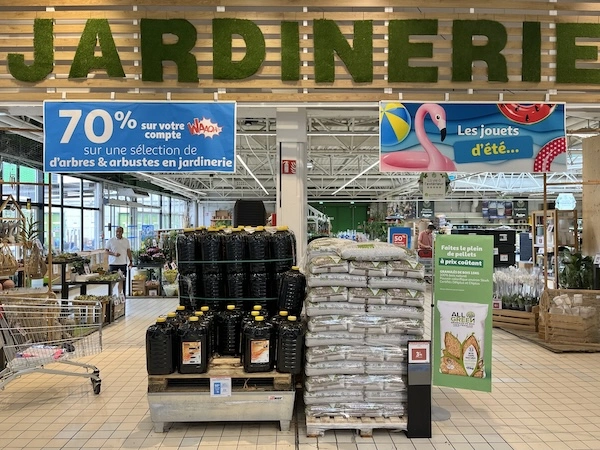 JARDINERIE
70% sur votre compte WAAOH
sur une sélection de
d'arbres & arbustes en jardinerie
Les jouets
d'été...
50%
Faites le plein
de pellets
à prix coûtant
ALL
GREEN